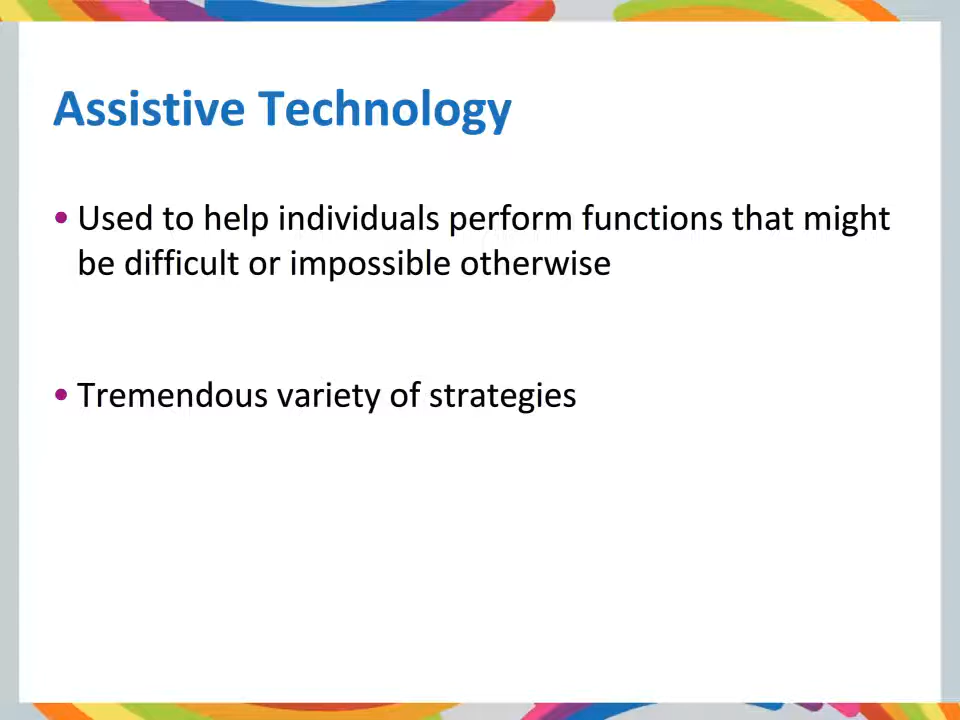 Assistive Technology
• Used to help individuals perform functions that might
be difficult or impossible otherwise
• Tremendous variety of strategies